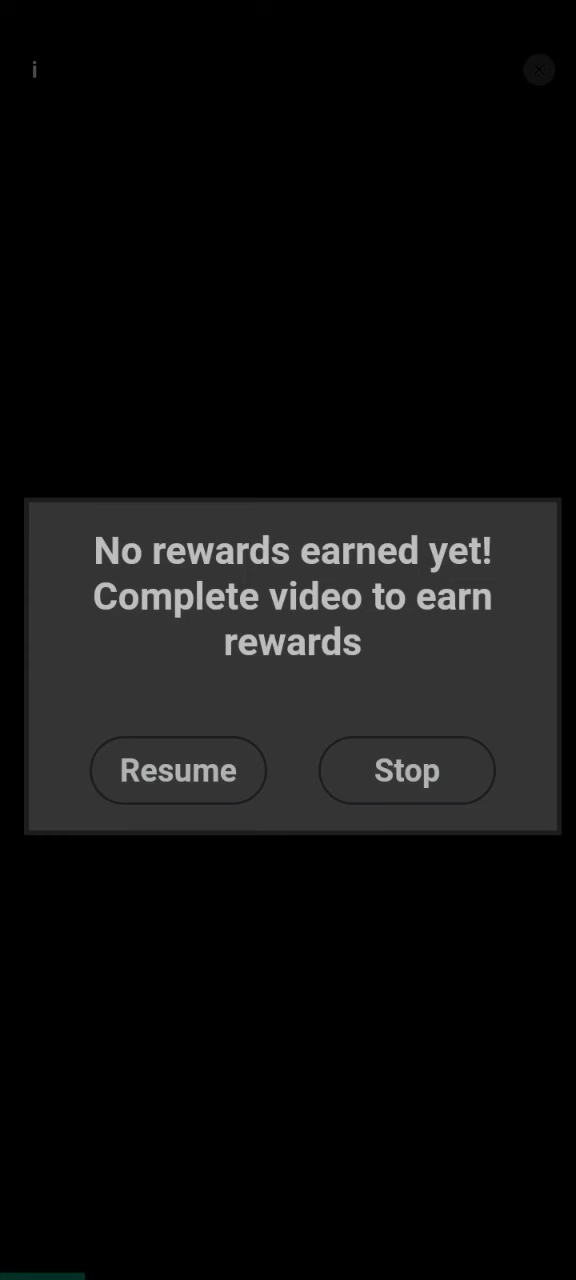 i
No rewards earned yet!
Complete video to earn
rewards
Resume
Stop